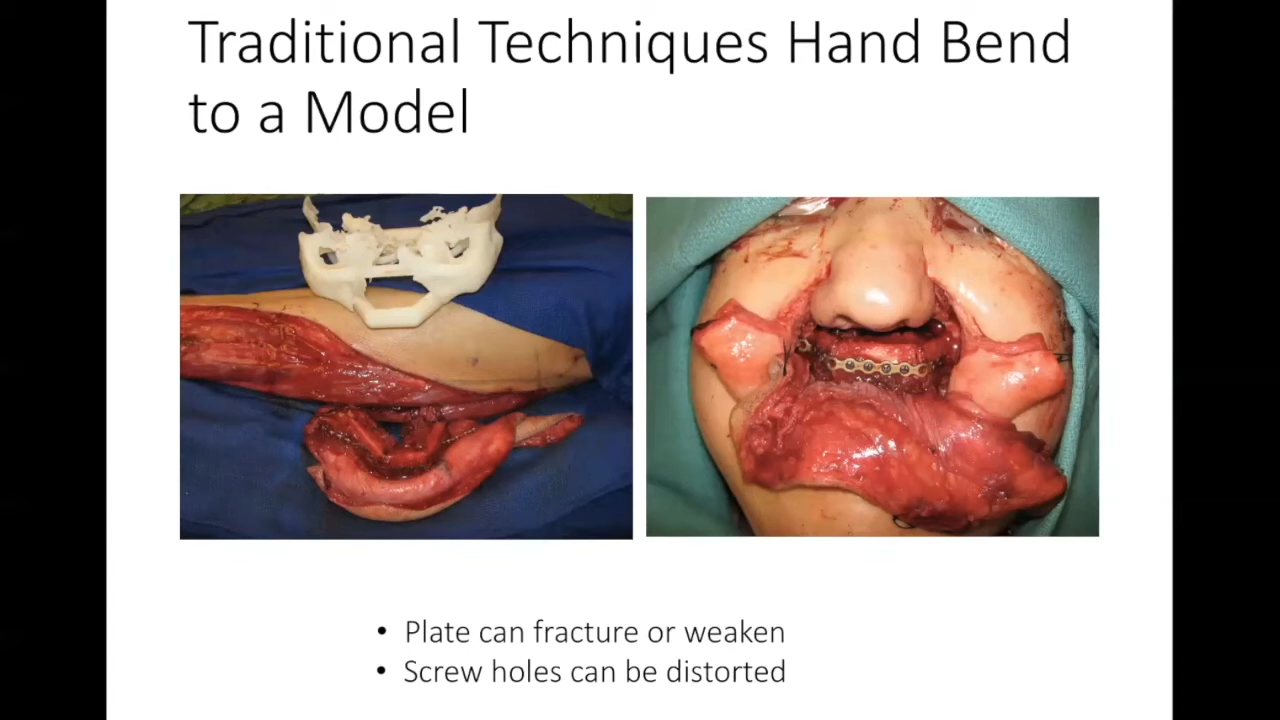 Traditional Techniques Hand Bend
to a Model
• Plate can fracture or weaken
• Screw holes can be distorted